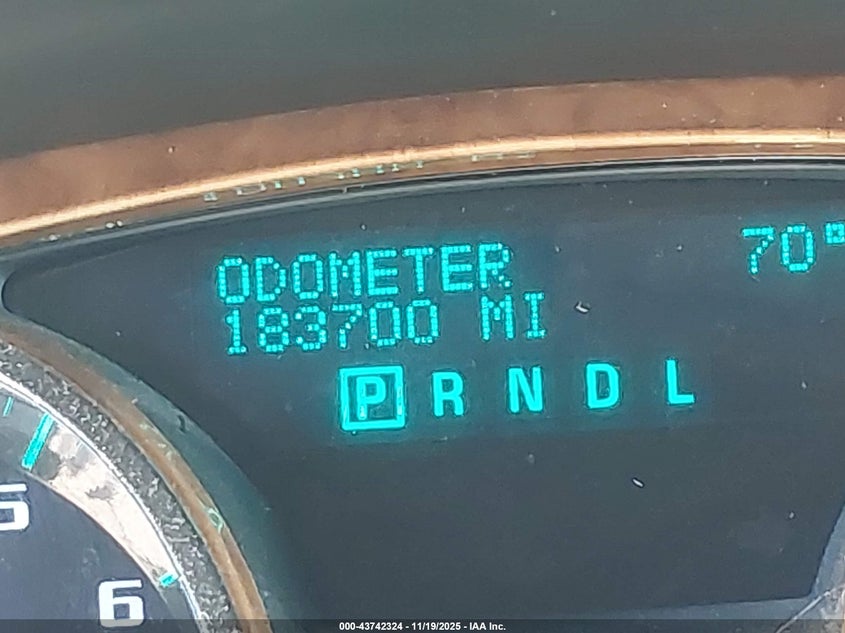 ODOMETER
70°
183700 MI
P R N D L
5
6
000-43742324 - 11/19/2025 - IAA Inc.